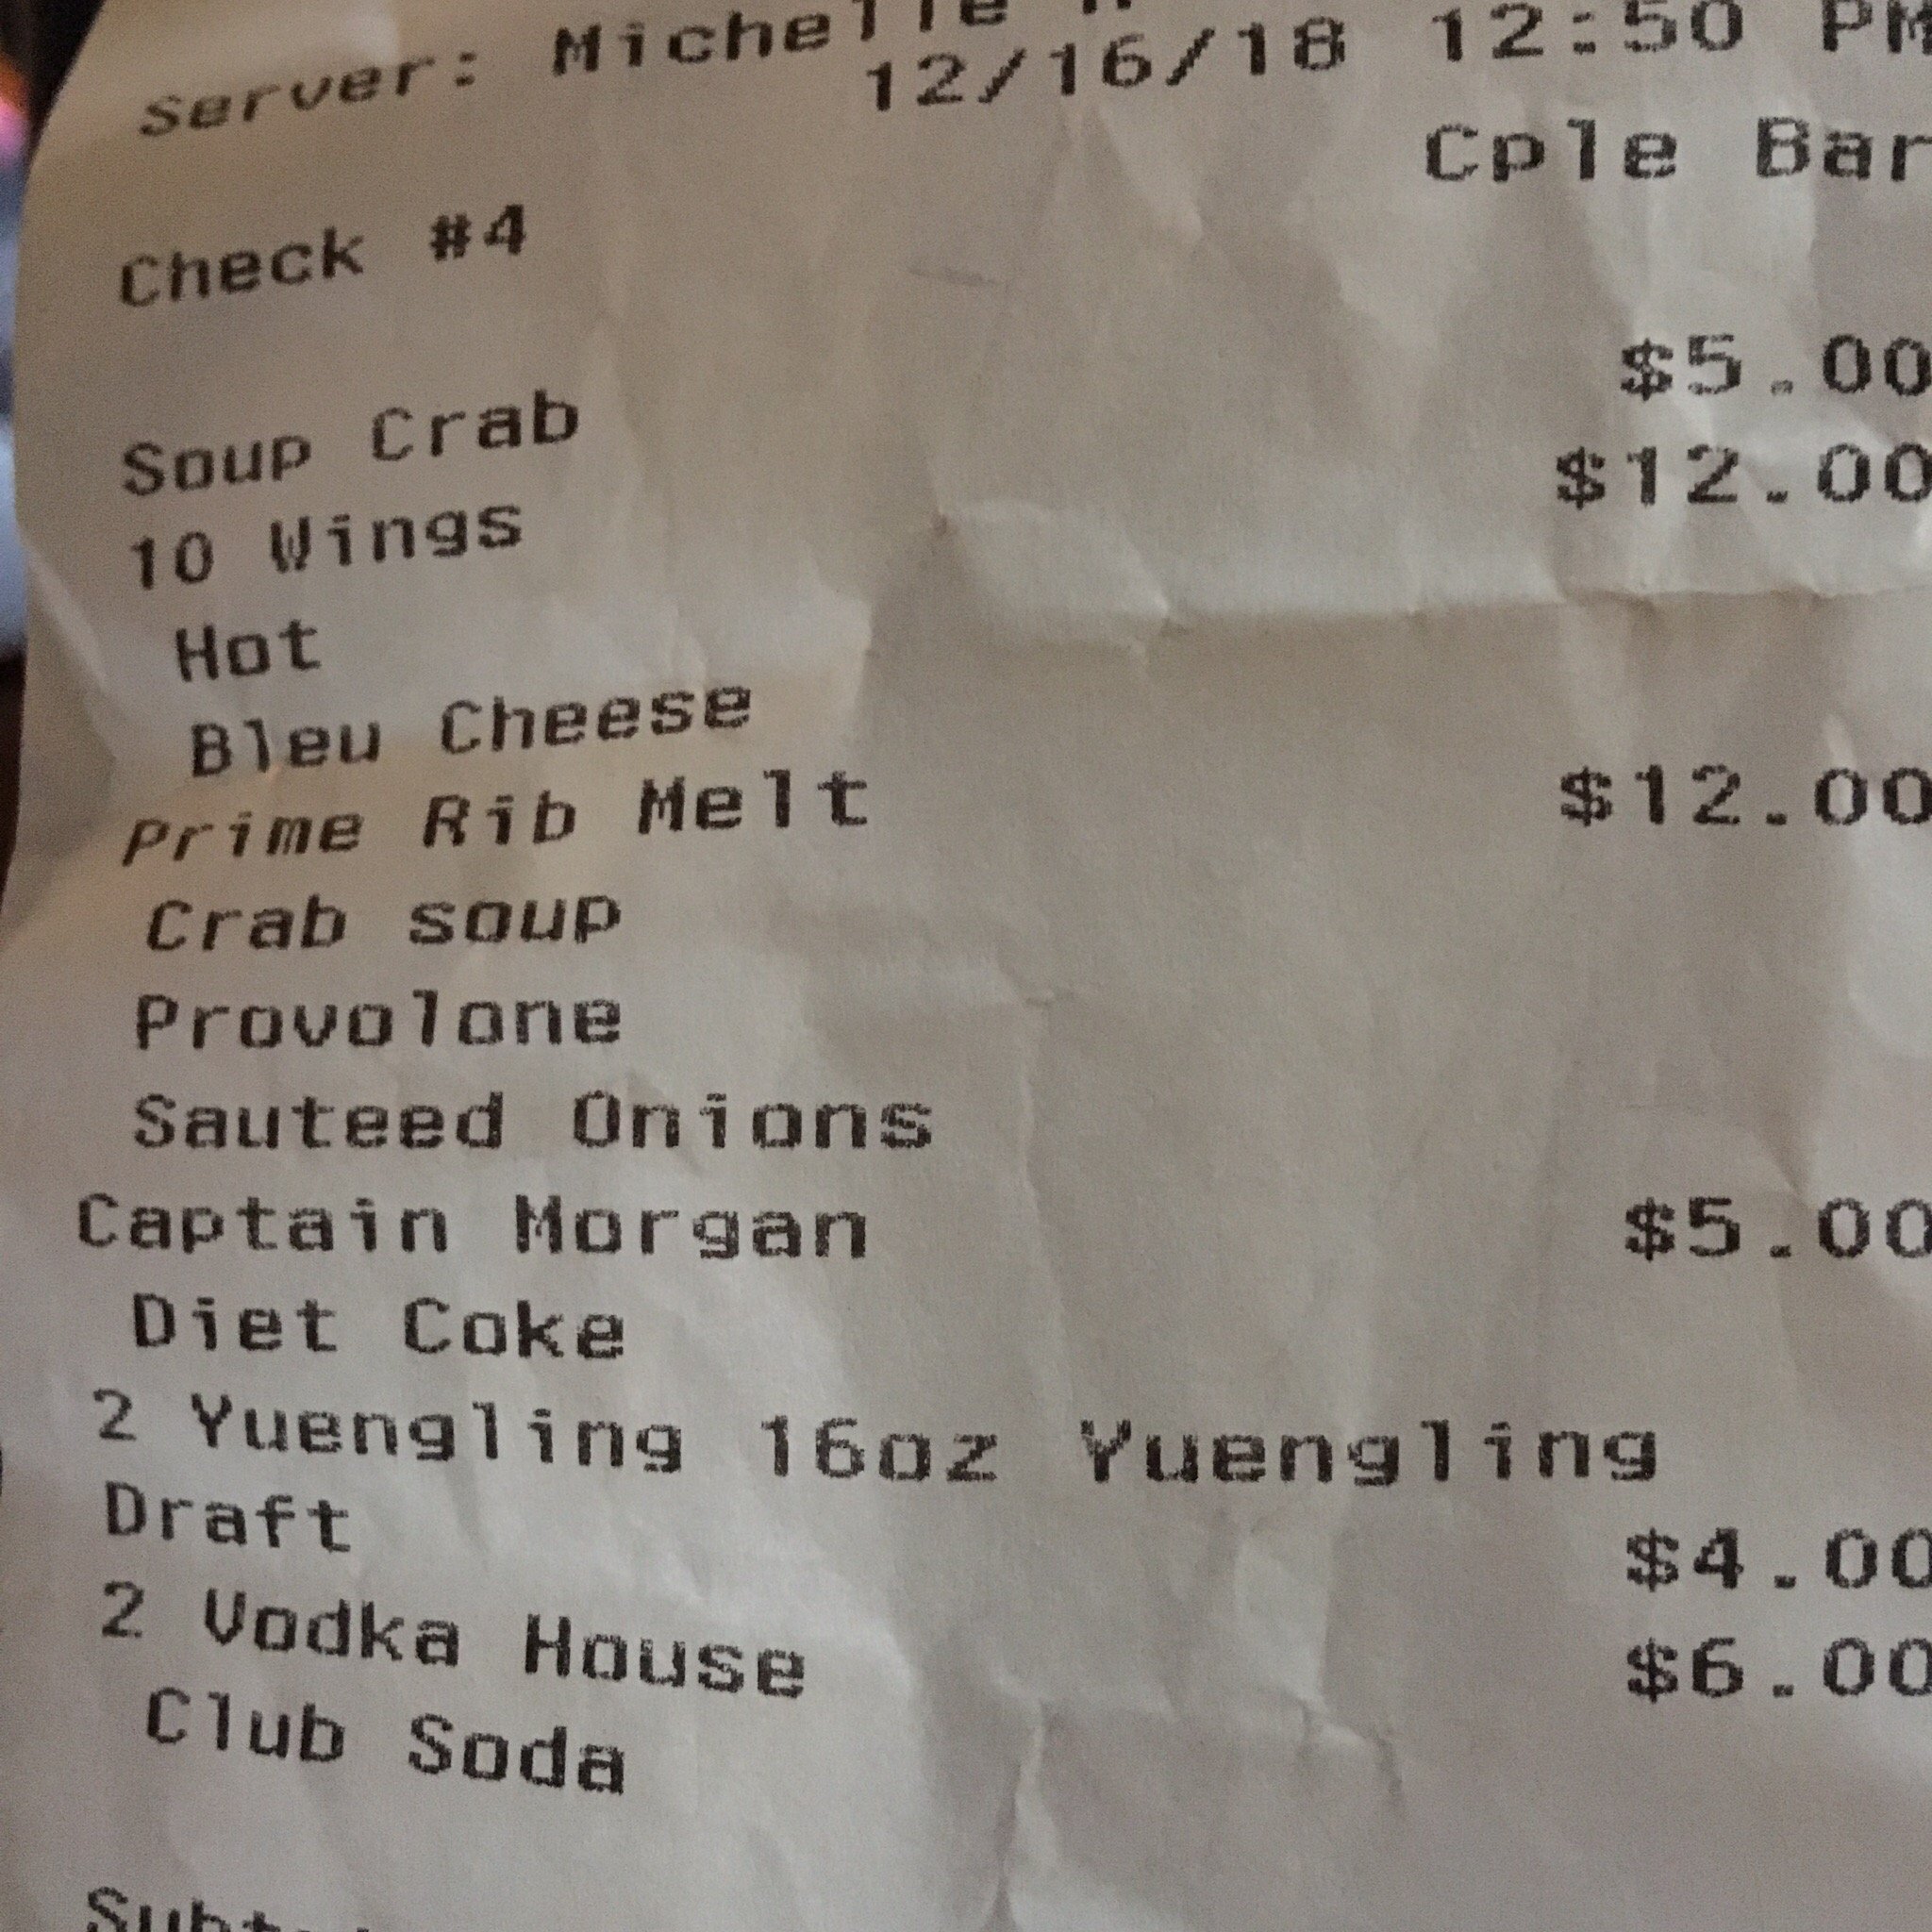 Server: Michelle
12/16/18 12:50 PM
Cple Bar
Check #4
Soup Crab $5.00
10 Wings $12.00
Hot
Bleu Cheese
Prime Rib Melt $12.00
Crab soup
Provolone
Sauteed Onions
Captain Morgan $5.00
Diet Coke
2 Yuengling 16oz Yuengling
Draft $4.00
2 Vodka House $6.00
Club Soda